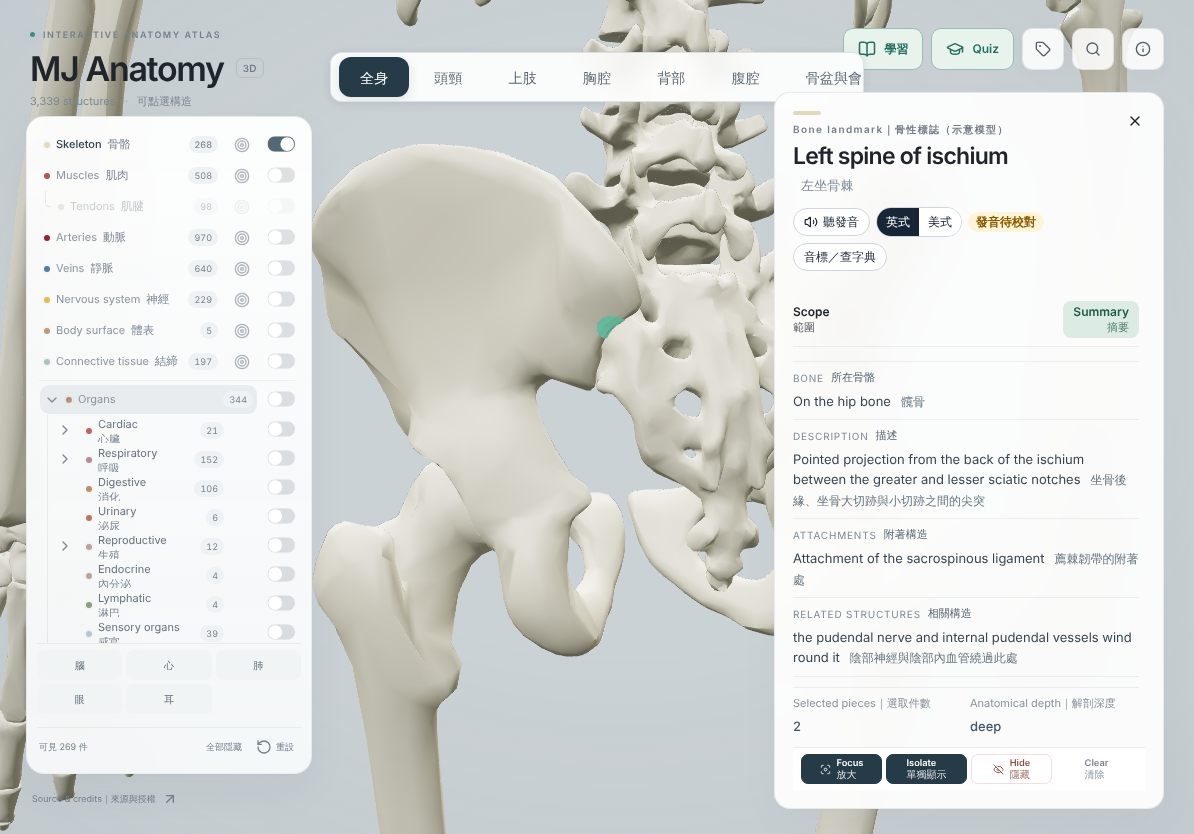 INTERACTIVE ANATOMY ATLAS
MJ Anatomy 3D
3,339 structures · 可點選構造
全身 頭頸 上肢 胸腔 背部 腹腔 骨盆與會
學習 Quiz
Skeleton 骨骼 268
Muscles 肌肉 508
Tendons 肌腱 98
Arteries 動脈 970
Veins 靜脈 640
Nervous system 神經 229
Body surface 體表 5
Connective tissue 結締 197
Organs 344
Cardiac 21
心臟
Respiratory 152
呼吸
Digestive 106
消化
Urinary 6
泌尿
Reproductive 12
生殖
Endocrine 4
內分泌
Lymphatic 4
淋巴
Sensory organs 39
感官
腦 心 肺
眼 耳
可見 269 件 全部隱藏 重設
Source & credits | 來源與授權
Bone landmark | 骨性標誌（示意模型）
Left spine of ischium
左坐骨棘
聽發音 英式 美式 發音待校對
音標／查字典
Scope Summary
範圍 摘要
BONE 所在骨骼
On the hip bone 髖骨
DESCRIPTION 描述
Pointed projection from the back of the ischium
between the greater and lesser sciatic notches 坐骨後
緣、坐骨大切跡與小切跡之間的尖突
ATTACHMENTS 附著構造
Attachment of the sacrospinous ligament 薦棘韌帶的附著
處
RELATED STRUCTURES 相關構造
the pudendal nerve and internal pudendal vessels wind
round it 陰部神經與陰部內血管繞過此處
Selected pieces | 選取件數 Anatomical depth | 解剖深度
2 deep
Focus Isolate Hide Clear
放大 單獨顯示 隱藏 清除